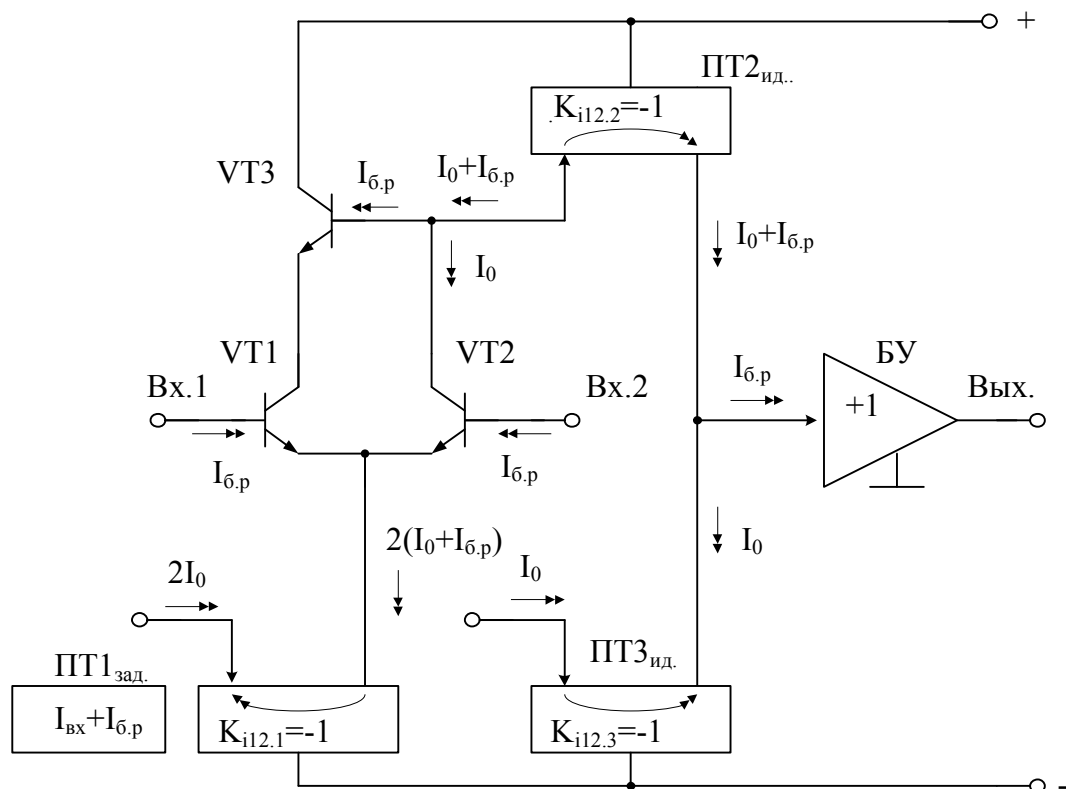 +
ПТ2ид..
.Ki12.2=-1
VT3
Iб.р
I0+Iб.р
I0+Iб.р
I0
VT1
VT2
БУ
Вх.1
Вх.2
Iб.р
+1
Вых.
Iб.р
Iб.р
2(I0+Iб.р)
I0
2I0
I0
ПТ1зад.
ПТ3ид.
Iвх+Iб.р
Ki12.1=-1
Ki12.3=-1
-